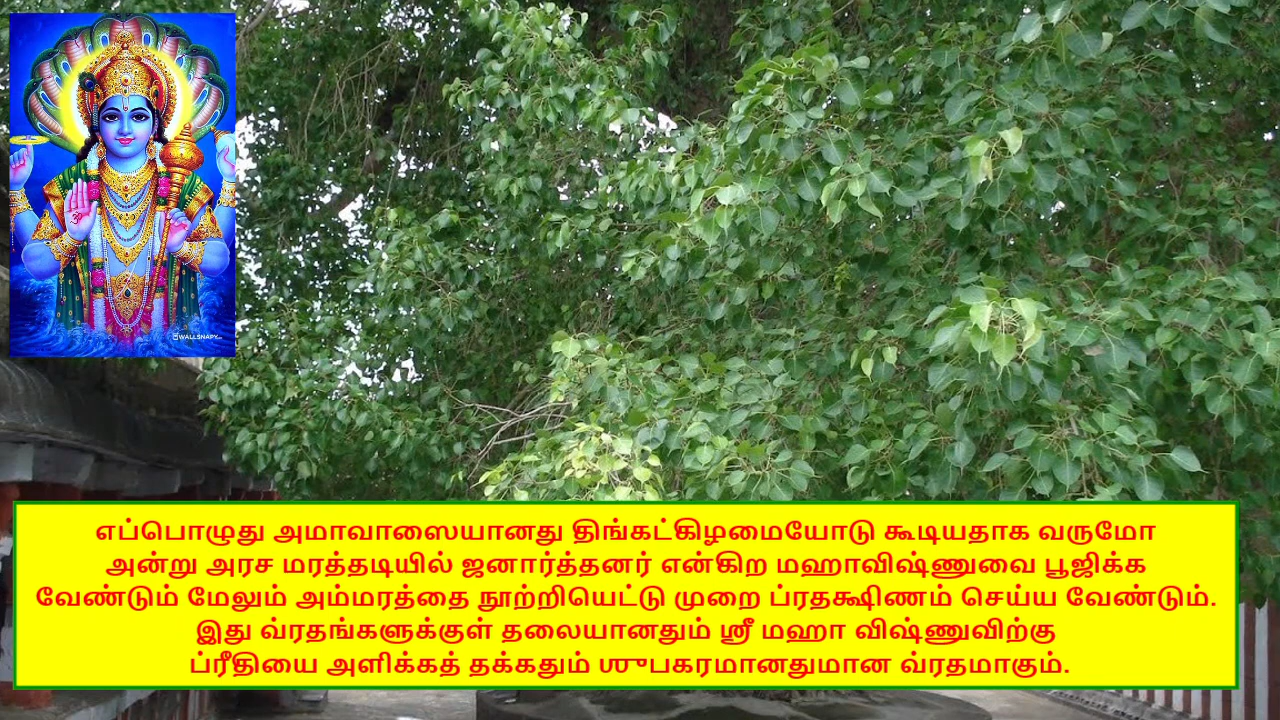 WALLSNAPY
எப்பொழுது அமாவாஸையானது திங்கட்கிழமையோடு கூடியதாக வருமோ
அன்று அரச மரத்தடியில் ஜனார்த்தனர் என்கிற மஹாவிஷ்ணுவை பூஜிக்க
வேண்டும் மேலும் அம்மரத்தை நூற்றியெட்டு முறை ப்ரதக்ஷிணம் செய்ய வேண்டும்.
இது வ்ரதங்களுக்குள் தலையானதும் ஸ்ரீ மஹா விஷ்ணுவிற்கு
ப்ரீதியை அளிக்கத் தக்கதும் ஶுபகரமானதுமான வ்ரதமாகும்.